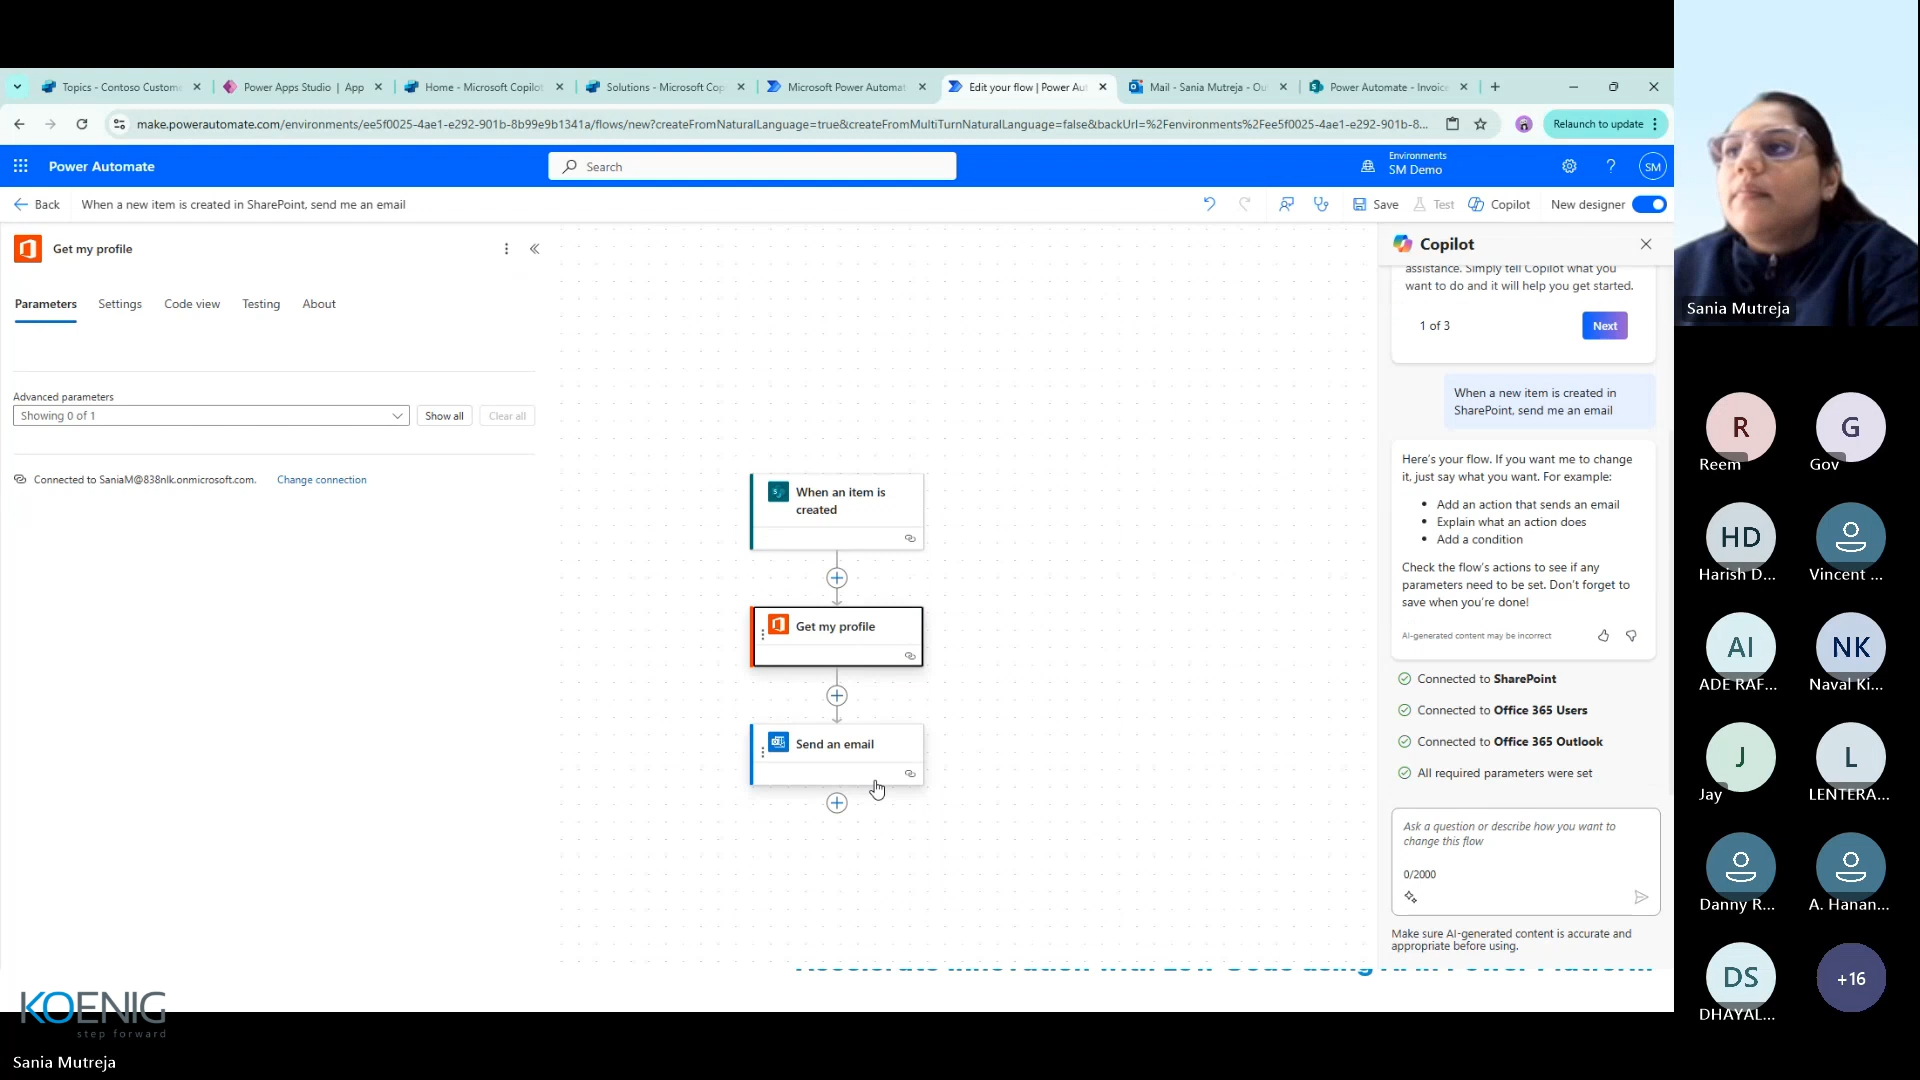 Topics - Contoso Custom
Power Apps Studio | App
Home - Microsoft Copilot
Solutions - Microsoft Cop
Microsoft Power Automat
Edit your flow | Power Au
Mail - Sania Mutreja - Ou
Power Automate - Invoice
make.powerautomate.com/environments/ee5f0025-4ae1-e292-901b-8b99e9b1341a/flows/new?createFromNaturalLanguage=true&createFromMultiTurnNaturalLanguage=false&backUrl=%2Fenvironments%2Fee5f0025-4ae1-e292-901b-8...
Relaunch to update
Power Automate
Search
Environments
SM Demo
SM
Back
When a new item is created in SharePoint, send me an email
Save
Test
Copilot
New designer
Get my profile
Parameters
Settings
Code view
Testing
About
Advanced parameters
Showing 0 of 1
Show all
Clear all
Connected to SaniaM@838nlk.onmicrosoft.com.
Change connection
When an item is
created
Get my profile
Send an email
Copilot
assistance. Simply tell Copilot what you
want to do and it will help you get started.
1 of 3
Next
When a new item is created in
SharePoint, send me an email
Here's your flow. If you want me to change
it, just say what you want. For example:
• Add an action that sends an email
• Explain what an action does
• Add a condition
Check the flow's actions to see if any
parameters need to be set. Don't forget to
save when you're done!
AI-generated content may be incorrect
Connected to SharePoint
Connected to Office 365 Users
Connected to Office 365 Outlook
All required parameters were set
Ask a question or describe how you want to
change this flow
0/2000
Make sure AI-generated content is accurate and
appropriate before using.
KOENIG
step forward
Sania Mutreja
Sania Mutreja
R
Reem
G
Gov
HD
Harish D...
Vincent ...
AI
ADE RAF...
NK
Naval Ki...
J
Jay
L
LENTERA...
Danny R...
A. Hanan...
DS
DHAYAL...
+16